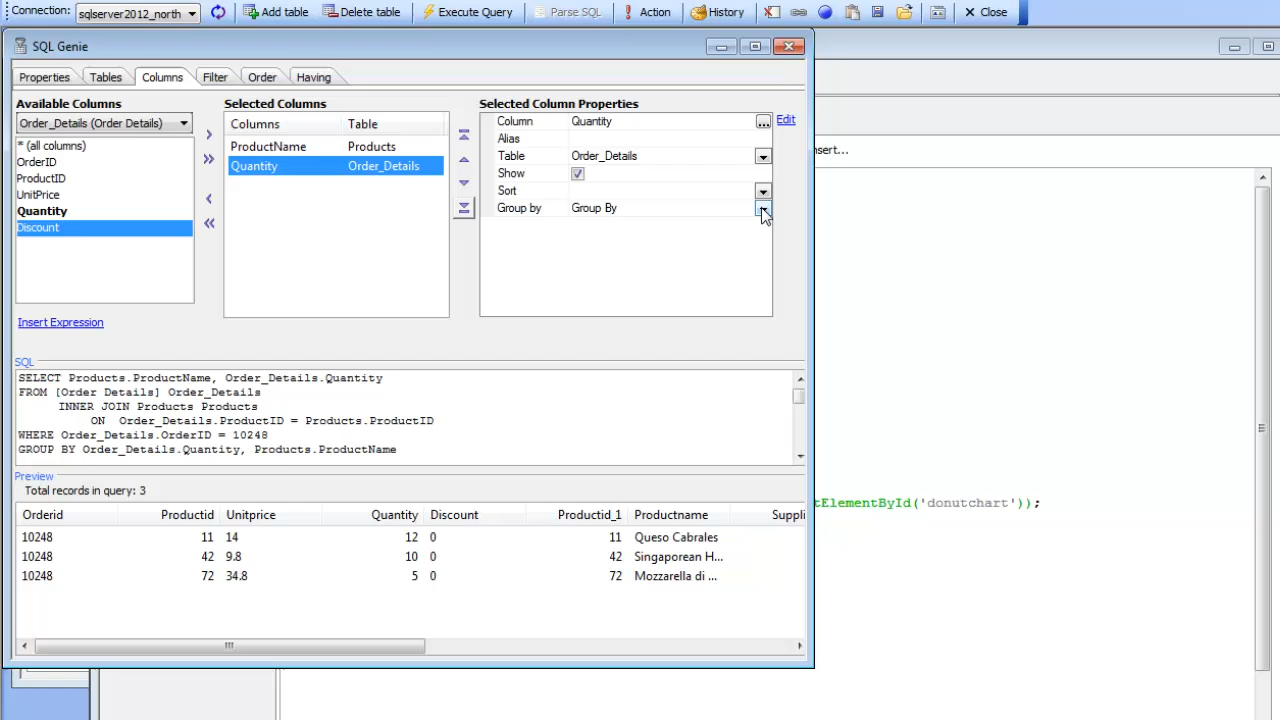 Connection: sqlserver2012_north Add table Delete table Execute Query Parse SQL Action History Close
SQL Genie
Properties Tables Columns Filter Order Having
Available Columns
Order_Details (Order Details)
* (all columns)
OrderID
ProductID
UnitPrice
Quantity
Discount
Insert Expression
Selected Columns
Columns Table
ProductName Products
Quantity Order_Details
Selected Column Properties
Column Quantity ... Edit
Alias
Table Order_Details
Show
Sort
Group by Group By
SQL
SELECT Products.ProductName, Order_Details.Quantity
FROM [Order Details] Order_Details
INNER JOIN Products Products
ON Order_Details.ProductID = Products.ProductID
WHERE Order_Details.OrderID = 10248
GROUP BY Order_Details.Quantity, Products.ProductName
Preview
Total records in query: 3
Orderid Productid Unitprice Quantity Discount Productid_1 Productname Suppli
10248 11 14 12 0 11 Queso Cabrales
10248 42 9.8 10 0 42 Singaporean H...
10248 72 34.8 5 0 72 Mozzarella di ...
nsert...
tElementById('donutchart'));